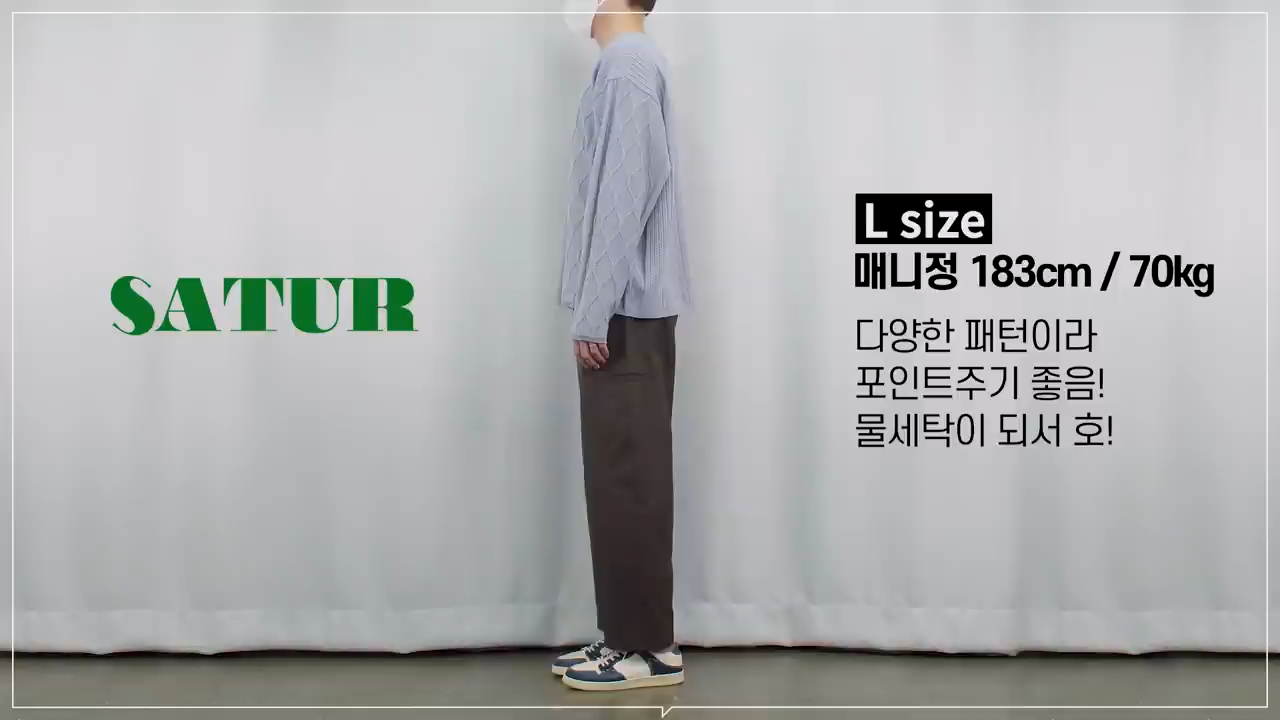 SATUR
L size
매니정 183cm / 70kg
다양한 패턴이라
포인트주기 좋음!
물세탁이 되서 호!